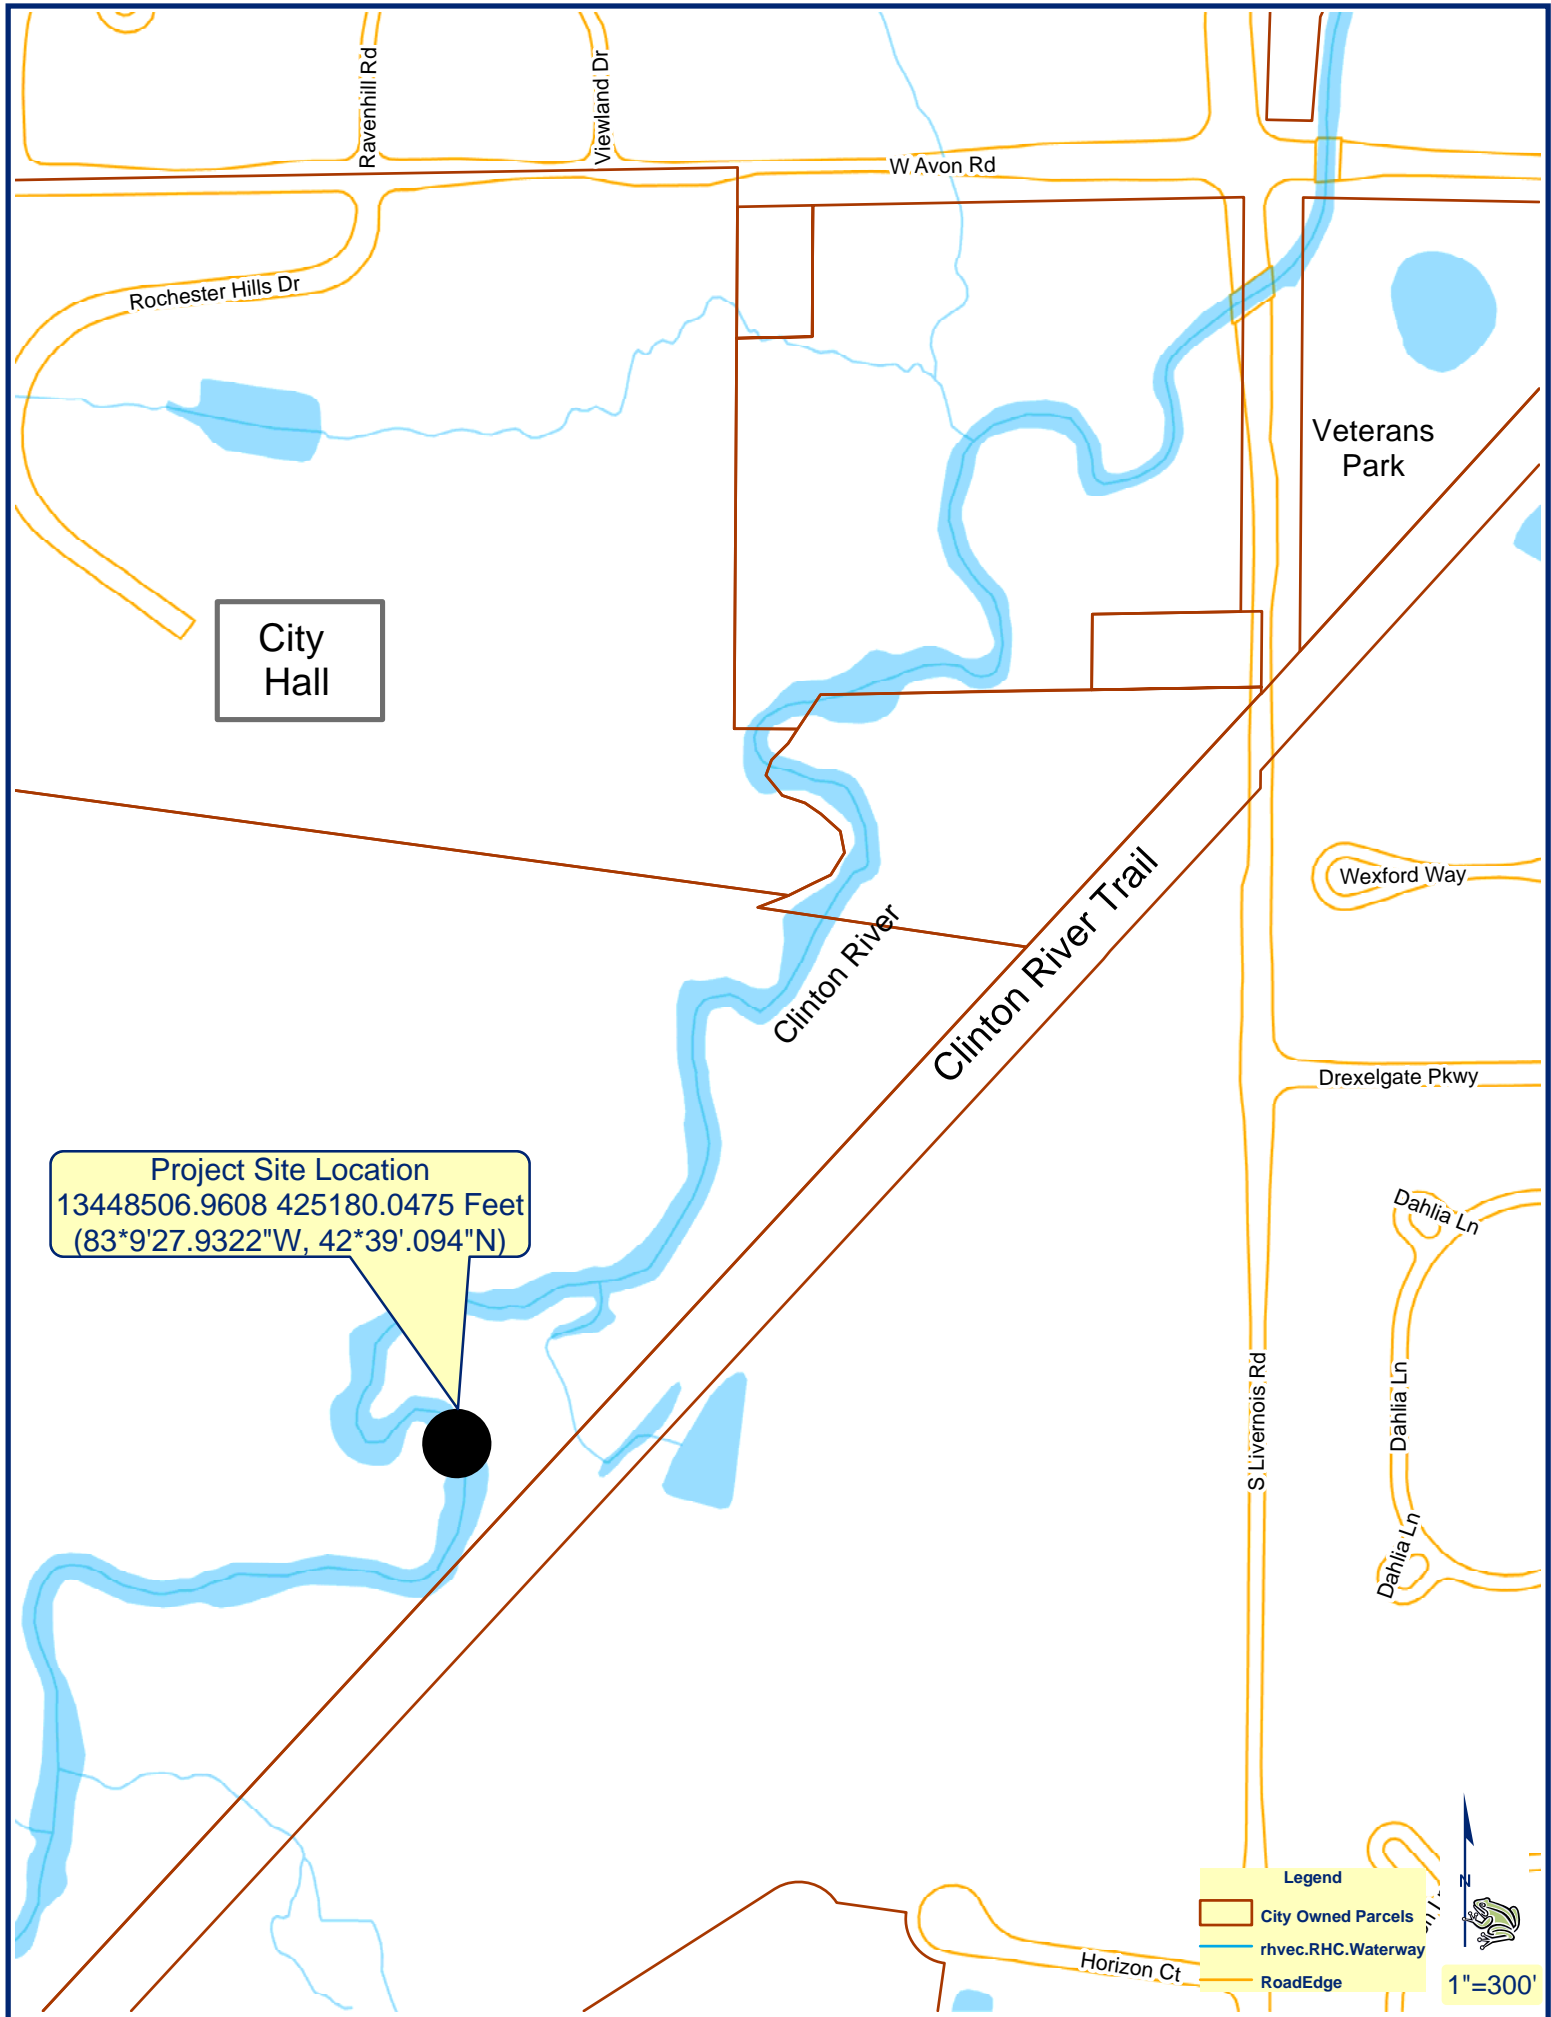 Ravenhill Rd
Viewland Dr
W Avon Rd
Rochester Hills Dr
Veterans
Park
City
Hall
Wexford Way
Clinton River
Clinton River Trail
Drexelgate Pkwy
Project Site Location
13448506.9608 425180.0475 Feet
(83*9'27.9322"W, 42*39'.094"N)
Dahlia Ln
S Livernois Rd
Dahlia Ln
Dahlia Ln
Horizon Ct
Legend
City Owned Parcels
rhvec.RHC.Waterway
RoadEdge
N
1"=300'